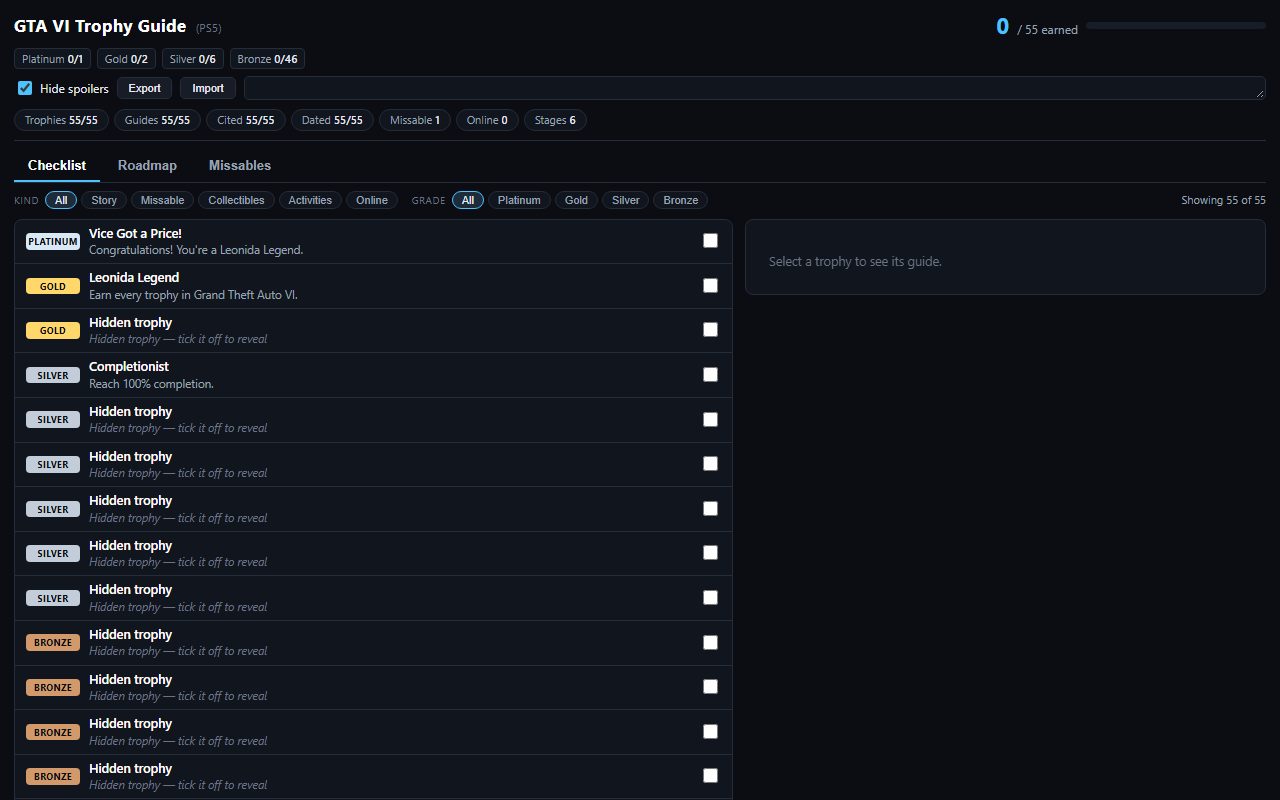 GTA VI Trophy Guide (PS5)
0 / 55 earned
Platinum 0/1 Gold 0/2 Silver 0/6 Bronze 0/46
Hide spoilers Export Import
Trophies 55/55 Guides 55/55 Cited 55/55 Dated 55/55 Missable 1 Online 0 Stages 6
Checklist Roadmap Missables
KIND All Story Missable Collectibles Activities Online GRADE All Platinum Gold Silver Bronze Showing 55 of 55
PLATINUM Vice Got a Price!
Congratulations! You're a Leonida Legend.
GOLD Leonida Legend
Earn every trophy in Grand Theft Auto VI.
GOLD Hidden trophy
Hidden trophy — tick it off to reveal
SILVER Completionist
Reach 100% completion.
SILVER Hidden trophy
Hidden trophy — tick it off to reveal
SILVER Hidden trophy
Hidden trophy — tick it off to reveal
SILVER Hidden trophy
Hidden trophy — tick it off to reveal
SILVER Hidden trophy
Hidden trophy — tick it off to reveal
SILVER Hidden trophy
Hidden trophy — tick it off to reveal
BRONZE Hidden trophy
Hidden trophy — tick it off to reveal
BRONZE Hidden trophy
Hidden trophy — tick it off to reveal
BRONZE Hidden trophy
Hidden trophy — tick it off to reveal
BRONZE Hidden trophy
Hidden trophy — tick it off to reveal
Select a trophy to see its guide.